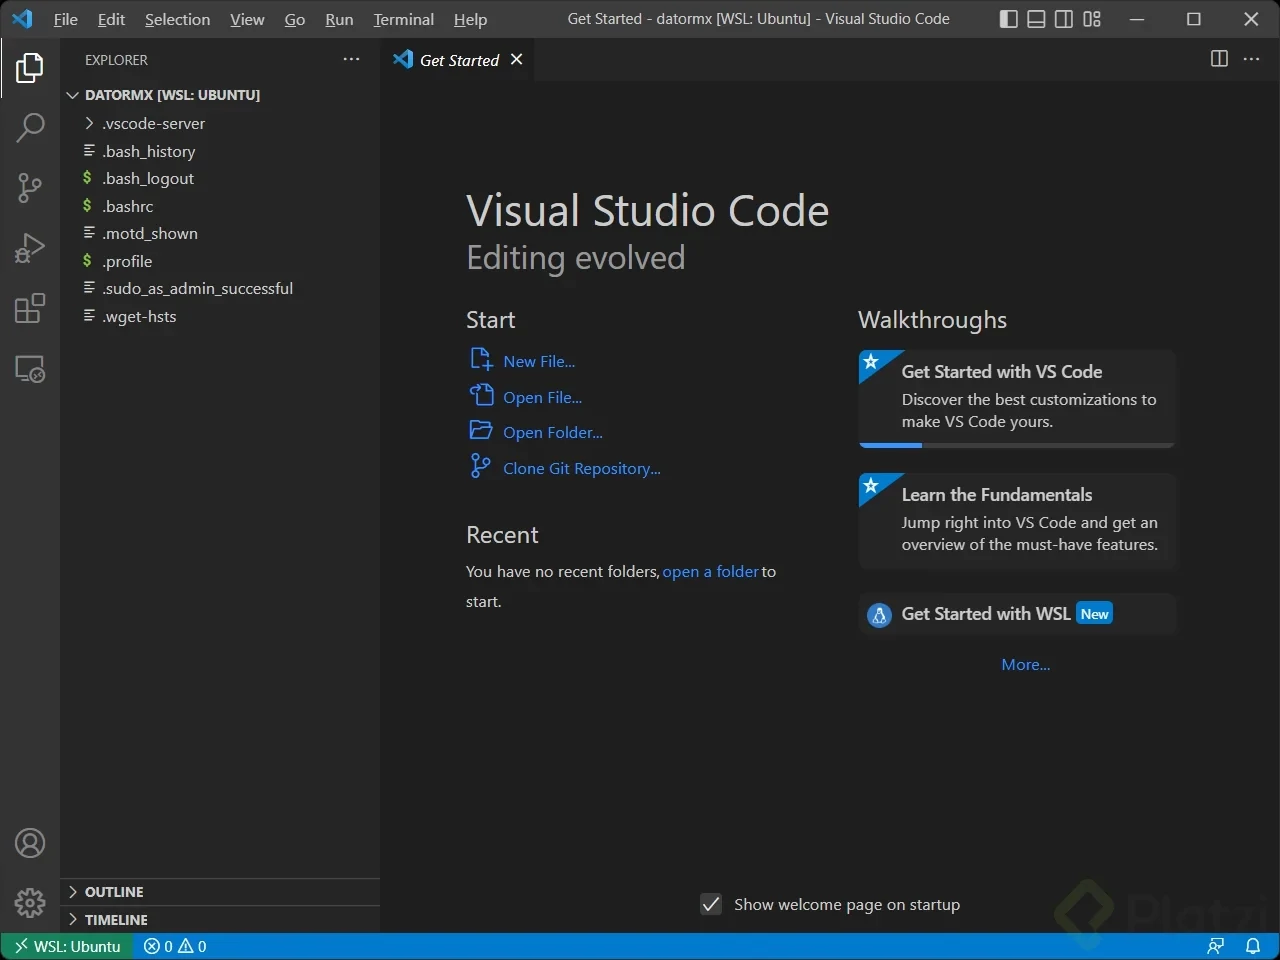 File Edit Selection View Go Run Terminal Help
Get Started - datormx [WSL: Ubuntu] - Visual Studio Code
EXPLORER
DATORMX [WSL: UBUNTU]
.vscode-server
.bash_history
.bash_logout
.bashrc
.motd_shown
.profile
.sudo_as_admin_successful
.wget-hsts
OUTLINE
TIMELINE
Get Started
Visual Studio Code
Editing evolved
Start
New File...
Open File...
Open Folder...
Clone Git Repository...
Recent
You have no recent folders, open a folder to
start.
Walkthroughs
Get Started with VS Code
Discover the best customizations to
make VS Code yours.
Learn the Fundamentals
Jump right into VS Code and get an
overview of the must-have features.
Get Started with WSL New
More...
Show welcome page on startup
Platzi
WSL: Ubuntu 0 0